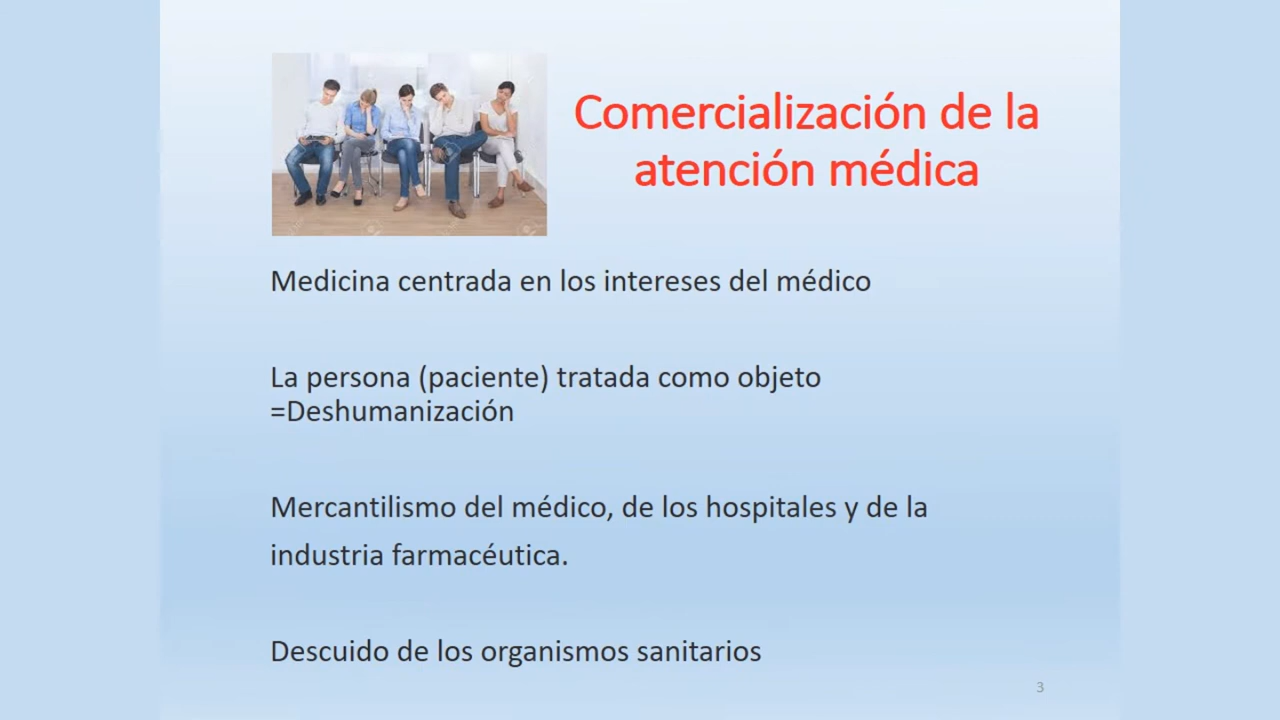 Comercialización de la
atención médica
Medicina centrada en los intereses del médico
La persona (paciente) tratada como objeto
=Deshumanización
Mercantilismo del médico, de los hospitales y de la
industria farmacéutica.
Descuido de los organismos sanitarios
3